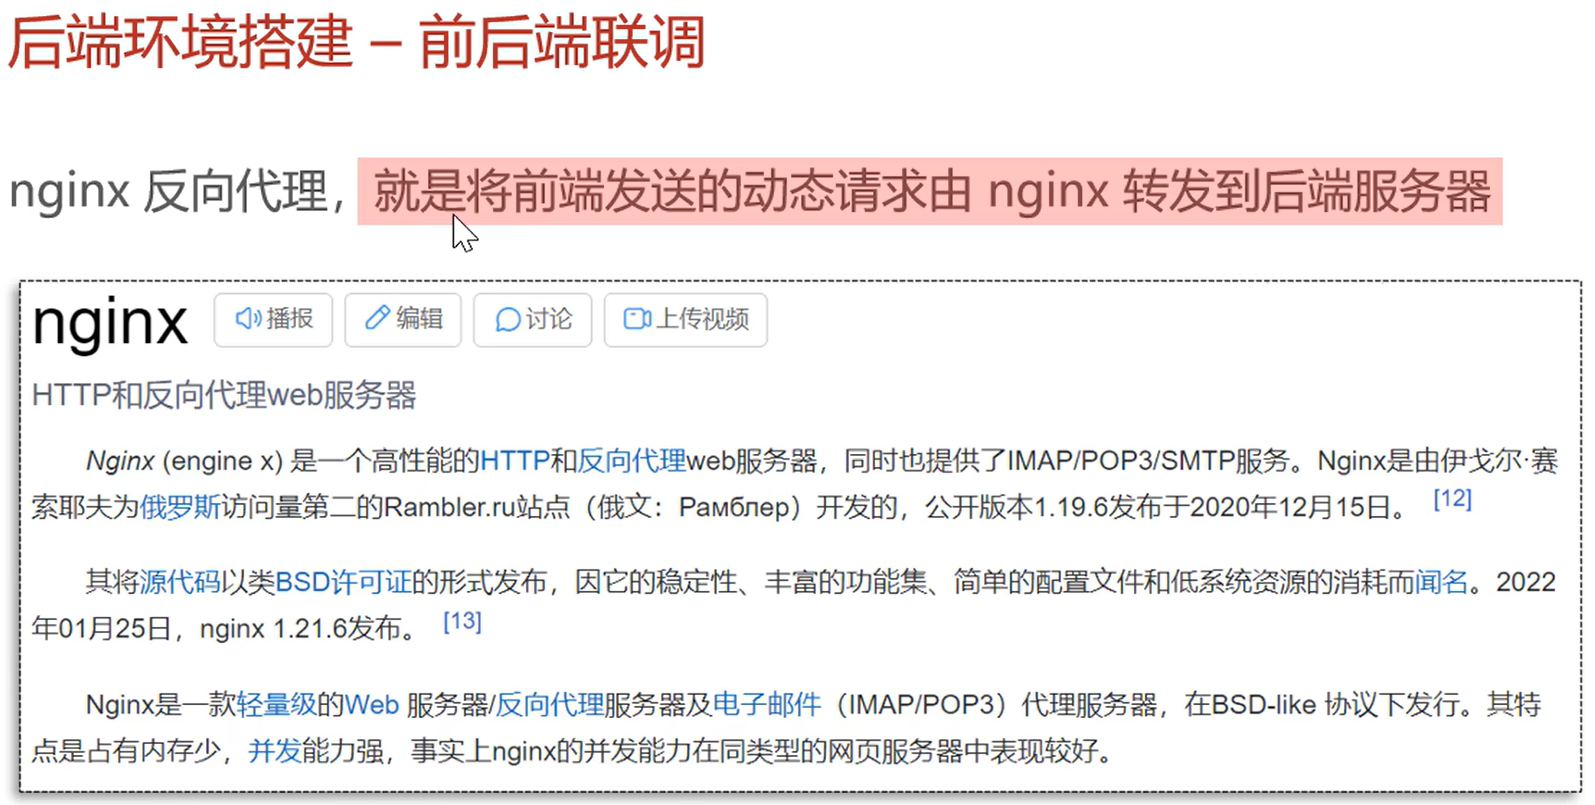 后端环境搭建 – 前后端联调
nginx 反向代理，就是将前端发送的动态请求由 nginx 转发到后端服务器
nginx 播报 编辑 讨论 上传视频
HTTP和反向代理web服务器
Nginx (engine x) 是一个高性能的HTTP和反向代理web服务器，同时也提供了IMAP/POP3/SMTP服务。Nginx是由伊戈尔·赛
索耶夫为俄罗斯访问量第二的Rambler.ru站点（俄文：Рамблер）开发的，公开版本1.19.6发布于2020年12月15日。 [12]
其将源代码以类BSD许可证的形式发布，因它的稳定性、丰富的功能集、简单的配置文件和低系统资源的消耗而闻名。2022
年01月25日，nginx 1.21.6发布。 [13]
Nginx是一款轻量级的Web 服务器/反向代理服务器及电子邮件（IMAP/POP3）代理服务器，在BSD-like 协议下发行。其特
点是占有内存少，并发能力强，事实上nginx的并发能力在同类型的网页服务器中表现较好。